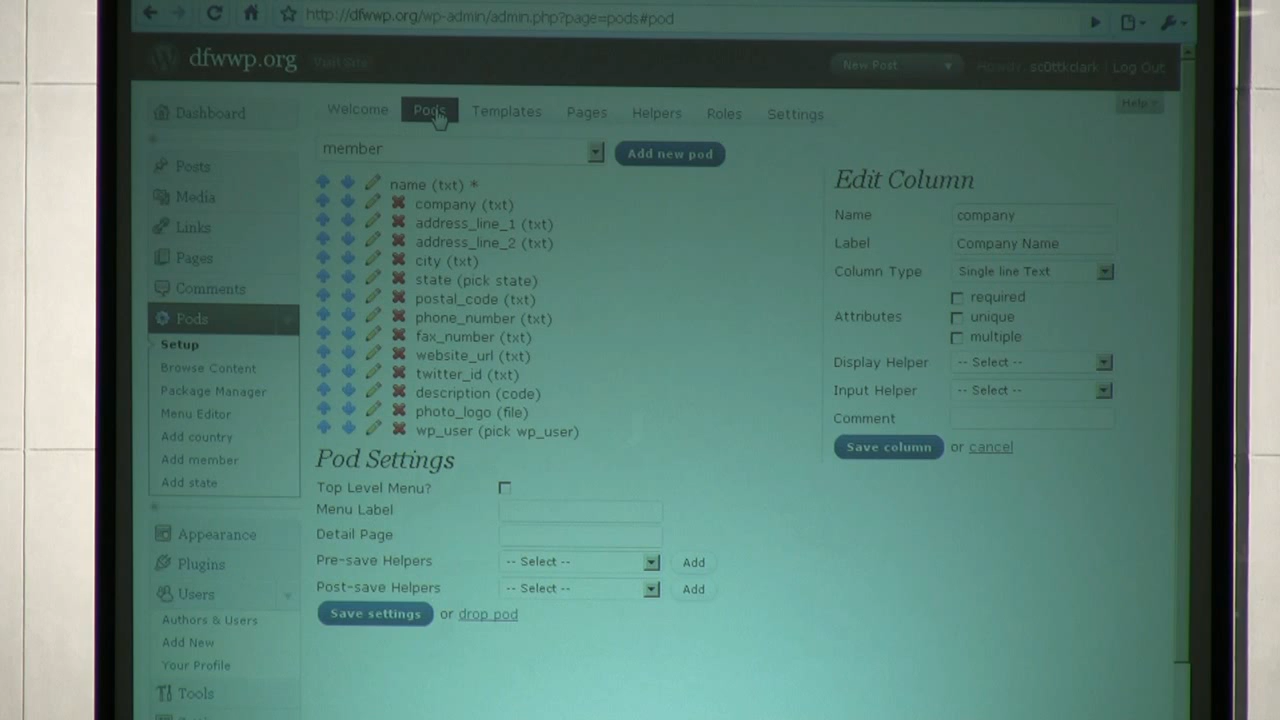 http://dfwwp.org/wp-admin/admin.php?page=pods#pod
dfwwp.org Visit Site
New Post
Howdy, sc0ttkclark | Log Out
Help
Dashboard
Posts
Media
Links
Pages
Comments
Pods
Setup
Browse Content
Package Manager
Menu Editor
Add country
Add member
Add state
Appearance
Plugins
Users
Authors & Users
Add New
Your Profile
Tools
Welcome Pods Templates Pages Helpers Roles Settings
member
Add new pod
name (txt) *
company (txt)
address_line_1 (txt)
address_line_2 (txt)
city (txt)
state (pick state)
postal_code (txt)
phone_number (txt)
fax_number (txt)
website_url (txt)
twitter_id (txt)
description (code)
photo_logo (file)
wp_user (pick wp_user)
Pod Settings
Top Level Menu?
Menu Label
Detail Page
Pre-save Helpers -- Select -- Add
Post-save Helpers -- Select -- Add
Save settings or drop pod
Edit Column
Name company
Label Company Name
Column Type Single line Text
Attributes
required
unique
multiple
Display Helper -- Select --
Input Helper -- Select --
Comment
Save column or cancel